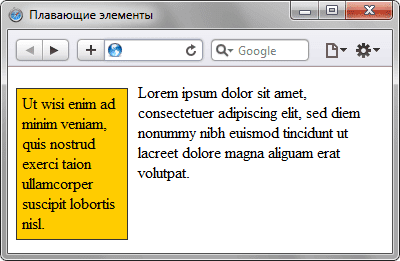 Плавающие элементы
Google
Ut wisi enim ad
minim veniam,
quis nostrud
exerci taion
ullamcorper
suscipit lobortis
nisl.
Lorem ipsum dolor sit amet,
consectetuer adipiscing elit, sed diem
nonummy nibh euismod tincidunt ut
lacreet dolore magna aliguam erat
volutpat.